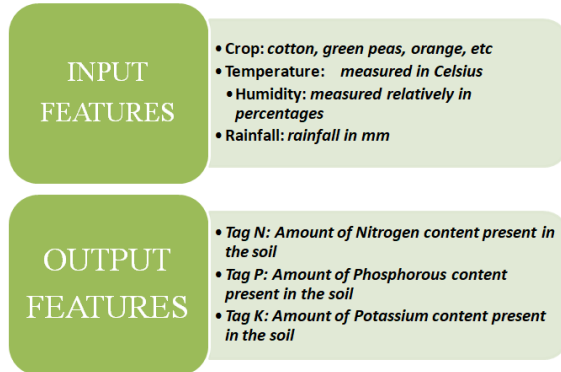 INPUT
FEATURES
• Crop: cotton, green peas, orange, etc
• Temperature: measured in Celsius
• Humidity: measured relatively in
percentages
• Rainfall: rainfall in mm
OUTPUT
FEATURES
• Tag N: Amount of Nitrogen content present in
the soil
• Tag P: Amount of Phosphorous content
present in the soil
• Tag K: Amount of Potassium content present
in the soil